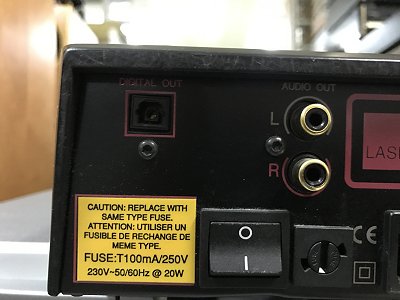 DIGITAL OUT
AUDIO OUT
L
R
LASE
CAUTION: REPLACE WITH
SAME TYPE FUSE.
ATTENTION: UTILISER UN
FUSIBLE DE RECHANGE DE
MEME TYPE.
FUSE:T100mA/250V
230V~50/60Hz @ 20W
O
I
CE